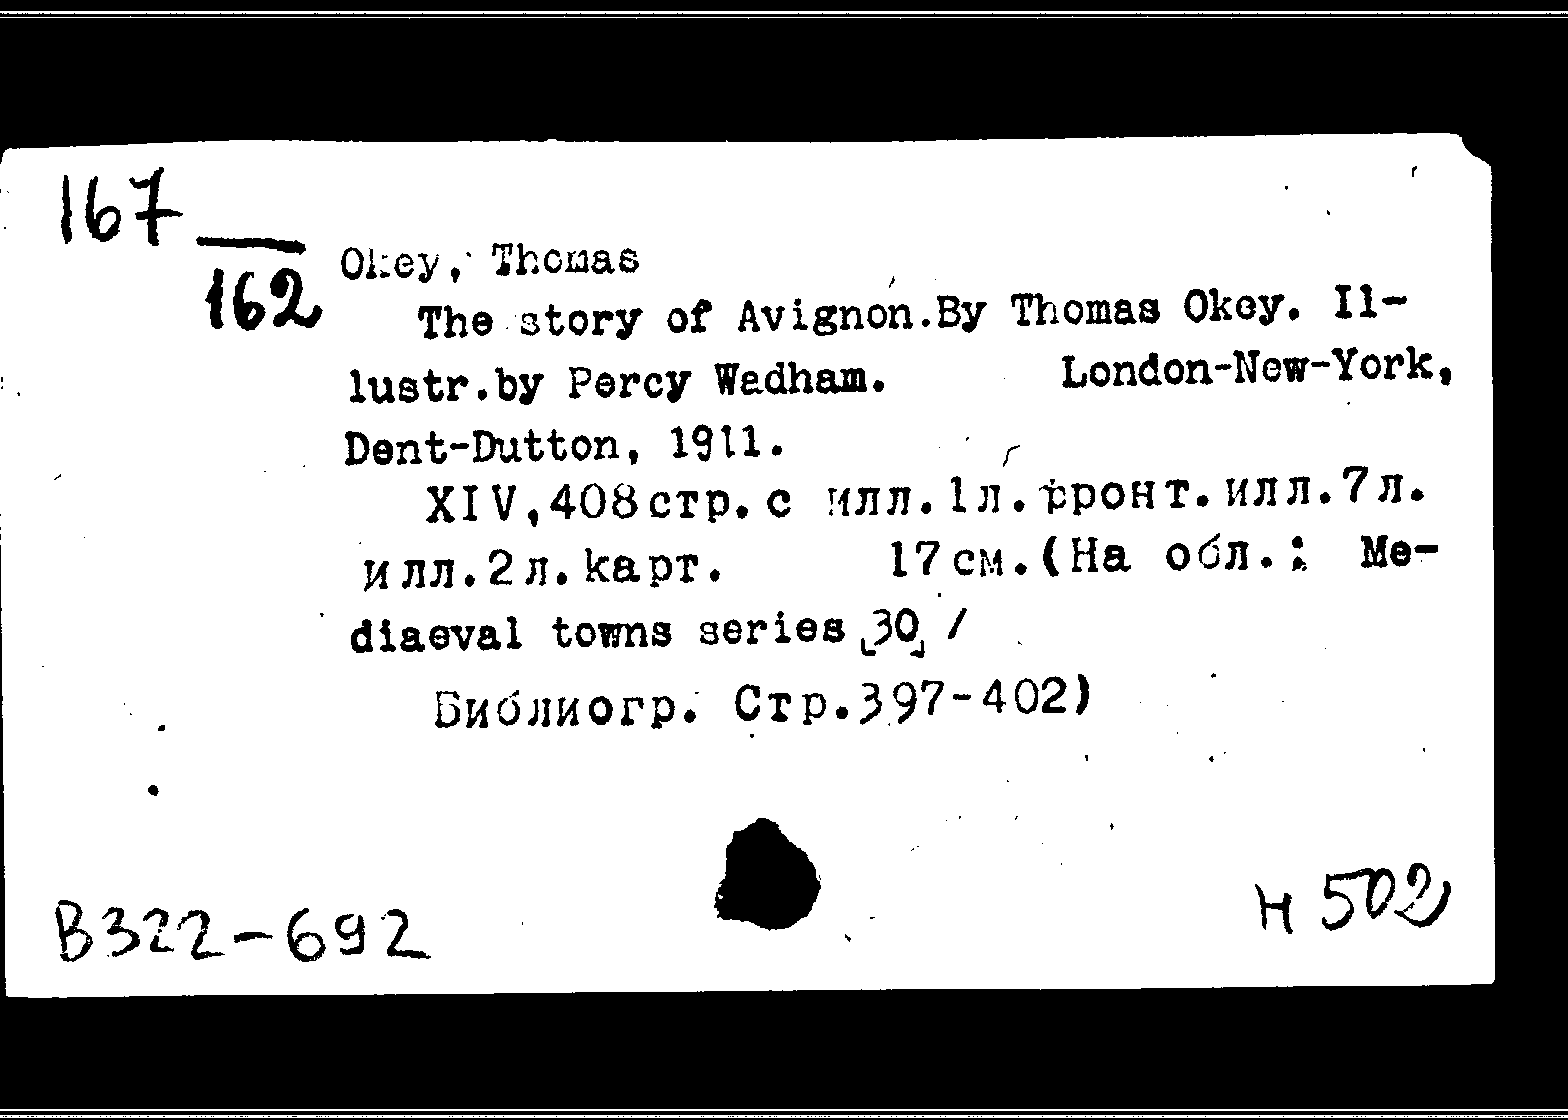 167
162
Okey, Thomas
The story of Avignon.By Thomas Okey. Il-
lustr.by Percy Wadham. London-New-York,
Dent-Dutton, 1911.
XIV,408стр.с илл.1л.фронт.илл.7л.
илл.2л.карт. 17см.(На обл.: Me-
diaeval towns series [30] /
Библиогр. Стр.397-402)
В322-692
Н 502